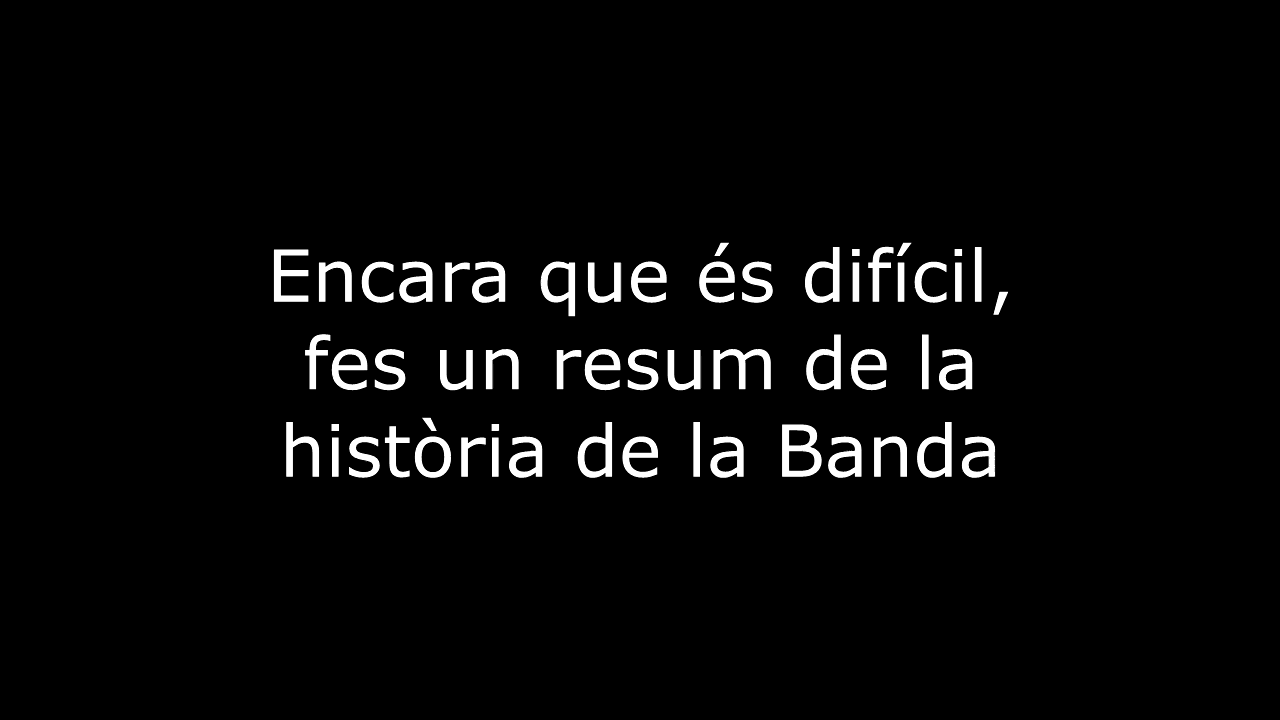 Encara que és difícil,
fes un resum de la
història de la Banda